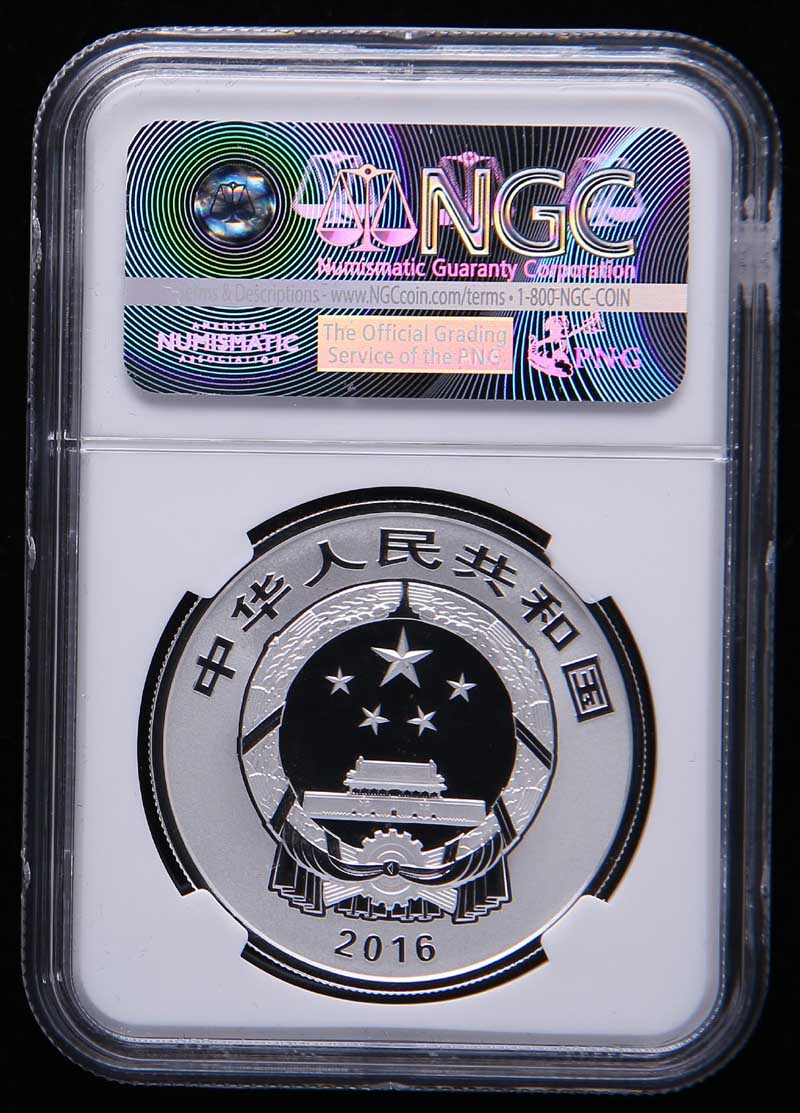 NGC
Numismatic Guaranty Corporation
Terms & Descriptions - www.NGCcoin.com/terms • 1-800-NGC-COIN
AMERICAN
NUMISMATIC
ASSOCIATION
The Official Grading
Service of the PNG
PNG
中华人民共和国
2016